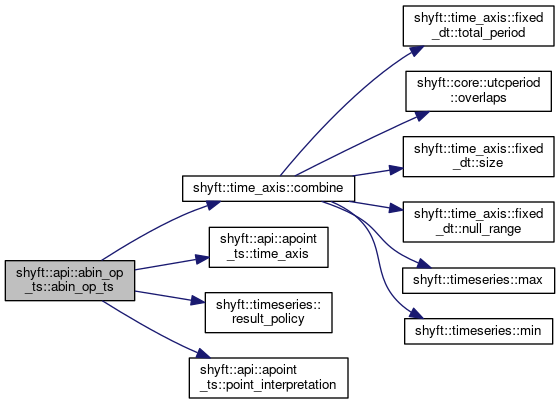 shyft::api::abin_op
_ts::abin_op_ts
shyft::time_axis::combine
shyft::api::apoint
_ts::time_axis
shyft::timeseries::
result_policy
shyft::api::apoint
_ts::point_interpretation
shyft::time_axis::fixed
_dt::total_period
shyft::core::utcperiod
::overlaps
shyft::time_axis::fixed
_dt::size
shyft::time_axis::fixed
_dt::null_range
shyft::timeseries::max
shyft::timeseries::min